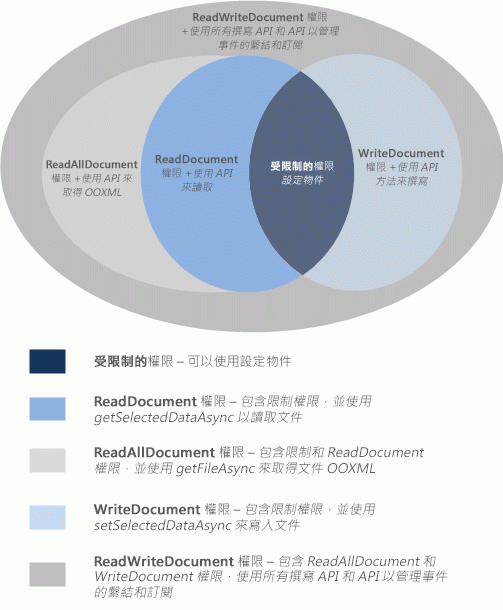 ReadWriteDocument 權限
+使用所有撰寫 API 和 API 以管理
事件的繫結和訂閱
ReadAllDocument
權限 +使用 API 來
取得 OOXML
ReadDocument
權限 +使用 API
來讀取
受限制的權限
設定物件
WriteDocument
權限 +使用 API
方法來撰寫
受限制的權限 – 可以使用設定物件
ReadDocument 權限 – 包含限制權限，並使用
getSelectedDataAsync 以讀取文件
ReadAllDocument 權限 – 包含限制和 ReadDocument
權限，並使用 getFileAsync 來取得文件 OOXML
WriteDocument 權限 – 包含限制權限，並使用
setSelectedDataAsync 來寫入文件
ReadWriteDocument 權限 – 包含 ReadAllDocument 和
WriteDocument 權限，使用所有撰寫 API 和 API 以管理事件
的繫結和訂閱